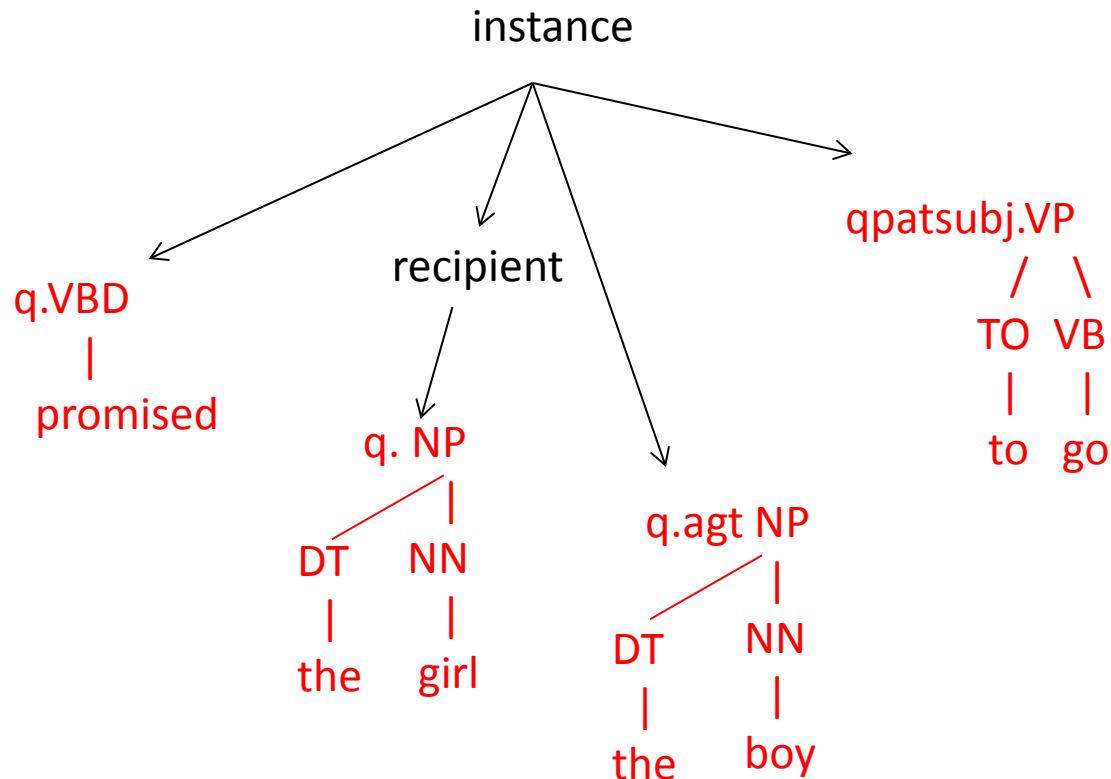 instance
qpatsubj.VP
recipient
q.VBD
TO VB
promised
q. NP
to go
q.agt NP
DT NN
DT NN
the girl
the boy